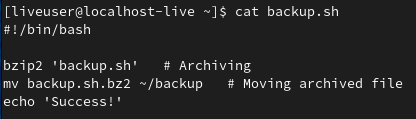 [liveuser@localhost-live ~]$ cat backup.sh
#!/bin/bash
bzip2 'backup.sh'   # Archiving
mv backup.sh.bz2 ~/backup   # Moving archived file
echo 'Success!'